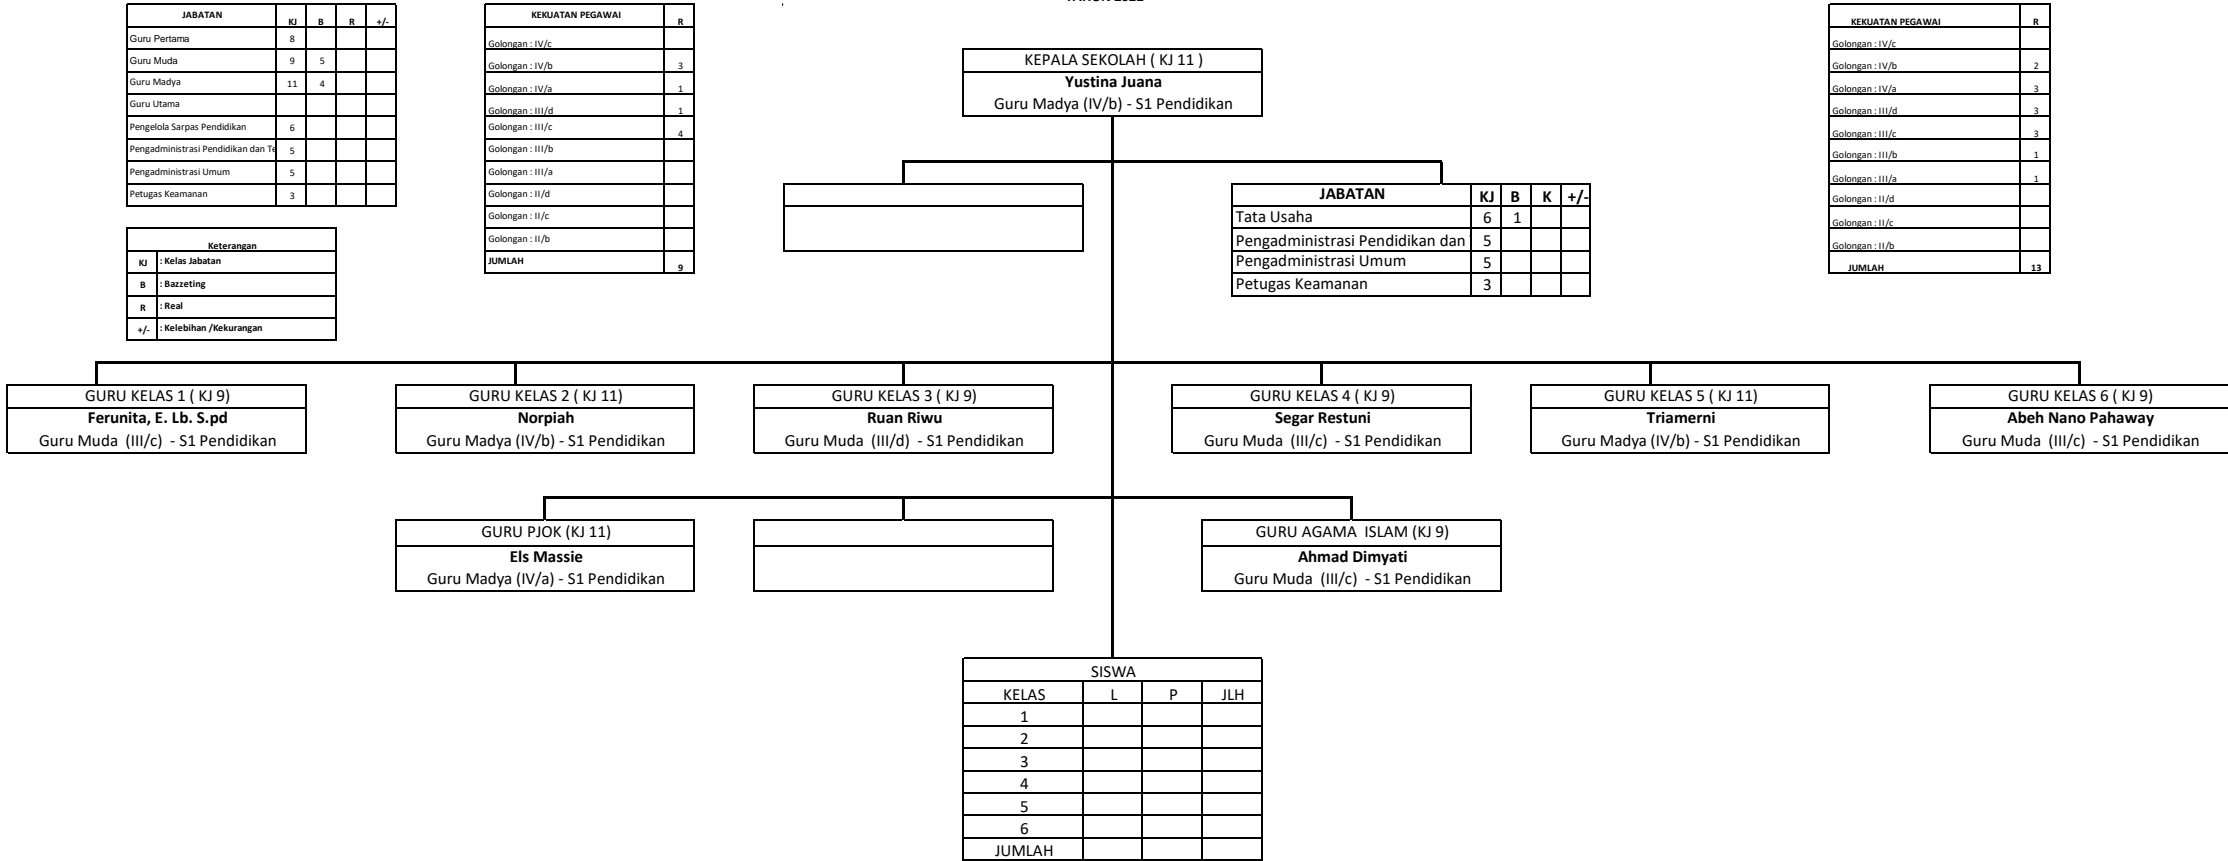 JABATAN KJ B R +/-
Guru Pertama 8
Guru Muda 9 5
Guru Madya 11 4
Guru Utama
Pengelola Sarpas Pendidikan 6
Pengadministrasi Pendidikan dan Te 5
Pengadministrasi Umum 5
Petugas Keamanan 3
Keterangan
KJ : Kelas Jabatan
B : Bazzeting
R : Real
+/- : Kelebihan /Kekurangan
KEKUATAN PEGAWAI R
Golongan : IV/c
Golongan : IV/b 3
Golongan : IV/a 1
Golongan : III/d 1
Golongan : III/c 4
Golongan : III/b
Golongan : III/a
Golongan : II/d
Golongan : II/c
Golongan : II/b
JUMLAH 9
KEPALA SEKOLAH ( KJ 11 )
Yustina Juana
Guru Madya (IV/b) - S1 Pendidikan
JABATAN KJ B K +/-
Tata Usaha 6 1
Pengadministrasi Pendidikan dan 5
Pengadministrasi Umum 5
Petugas Keamanan 3
KEKUATAN PEGAWAI R
Golongan : IV/c
Golongan : IV/b 2
Golongan : IV/a 3
Golongan : III/d 3
Golongan : III/c 3
Golongan : III/b 1
Golongan : III/a 1
Golongan : II/d
Golongan : II/c
Golongan : II/b
JUMLAH 13
GURU KELAS 1 ( KJ 9)
Ferunita, E. Lb. S.pd
Guru Muda (III/c) - S1 Pendidikan
GURU KELAS 2 ( KJ 11)
Norpiah
Guru Madya (IV/b) - S1 Pendidikan
GURU KELAS 3 ( KJ 9)
Ruan Riwu
Guru Muda (III/d) - S1 Pendidikan
GURU KELAS 4 ( KJ 9)
Segar Restuni
Guru Muda (III/c) - S1 Pendidikan
GURU KELAS 5 ( KJ 11)
Triamerni
Guru Madya (IV/b) - S1 Pendidikan
GURU KELAS 6 ( KJ 9)
Abeh Nano Pahaway
Guru Muda (III/c) - S1 Pendidikan
GURU PJOK (KJ 11)
Els Massie
Guru Madya (IV/a) - S1 Pendidikan
GURU AGAMA ISLAM (KJ 9)
Ahmad Dimyati
Guru Muda (III/c) - S1 Pendidikan
SISWA
KELAS L P JLH
1
2
3
4
5
6
JUMLAH